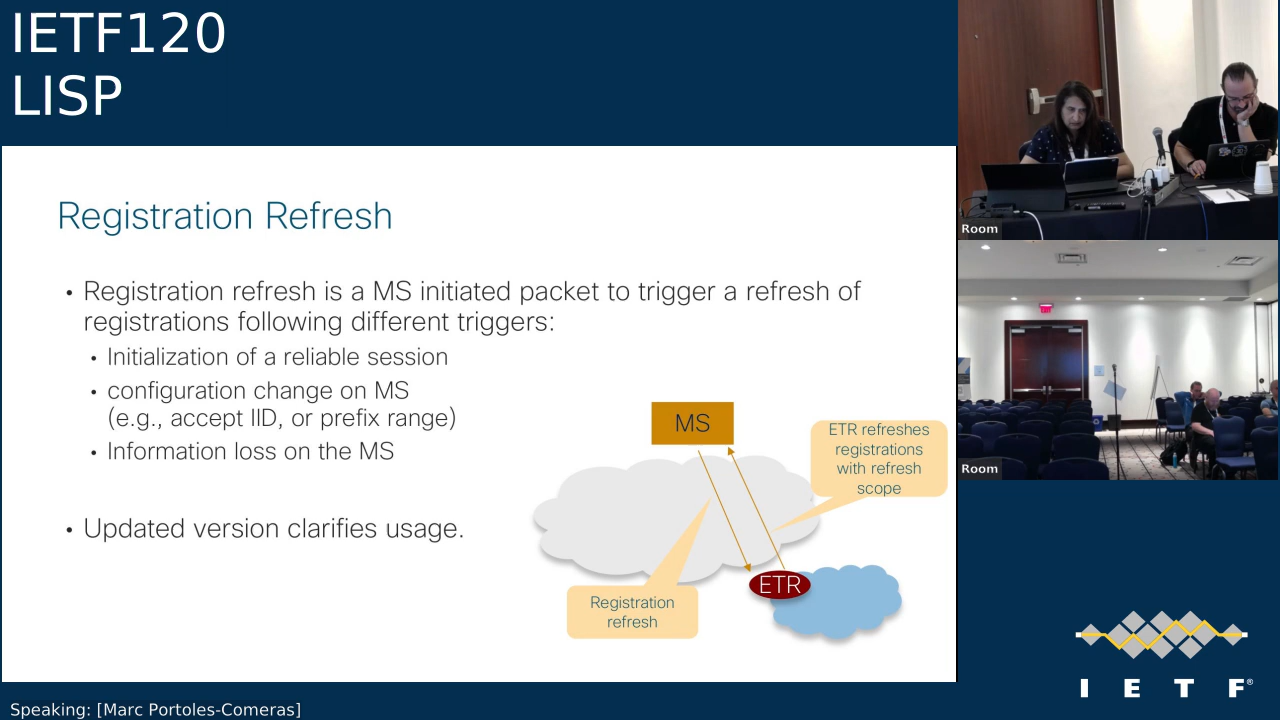 IETF120
LISP
Registration Refresh
• Registration refresh is a MS initiated packet to trigger a refresh of
registrations following different triggers:
• Initialization of a reliable session
• configuration change on MS
(e.g., accept IID, or prefix range)
• Information loss on the MS
• Updated version clarifies usage.
MS
ETR refreshes
registrations
with refresh
scope
ETR
Registration
refresh
Room
Room
I E T F®
Speaking: [Marc Portoles-Comeras]